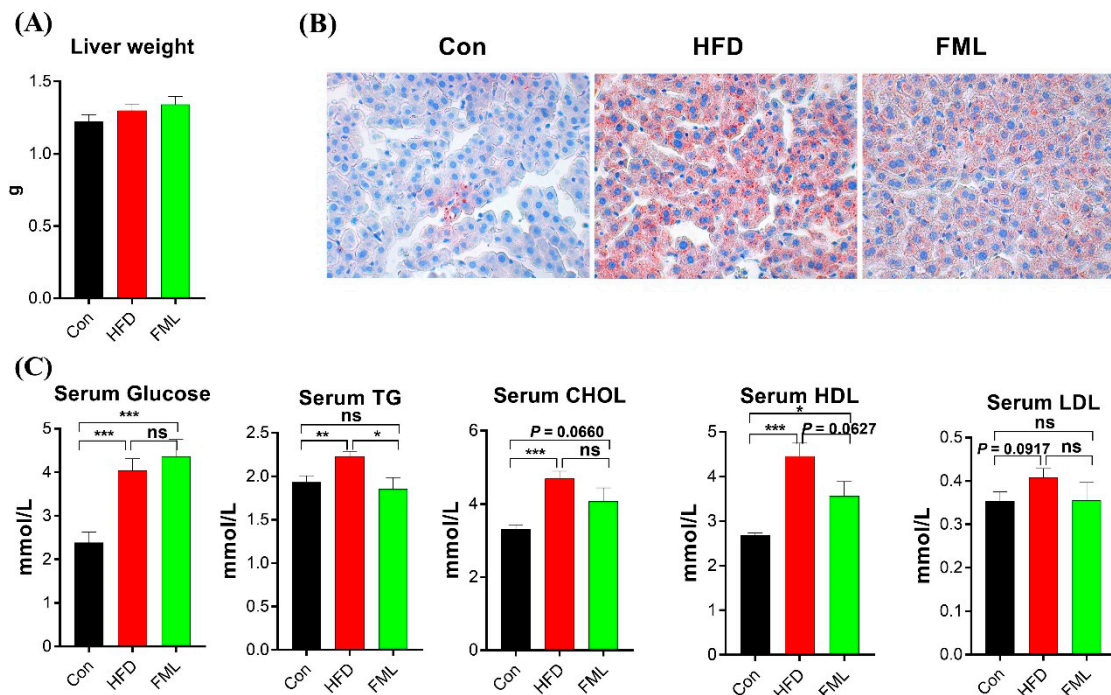 (A)
Liver weight
1.5
1.0
0.5
0.0
g
Con
HFD
FML
(B)
Con
HFD
FML
(C)
Serum Glucose
***
***
ns
5
4
3
2
1
0
mmol/L
Con
HFD
FML
Serum TG
ns
**
*
2.5
2.0
1.5
1.0
0.5
0.0
mmol/L
Con
HFD
FML
Serum CHOL
P = 0.0660
***
ns
6
4
2
0
mmol/L
Con
HFD
FML
Serum HDL
*
***
P = 0.0627
5
4
3
2
1
0
mmol/L
Con
HFD
FML
Serum LDL
ns
P = 0.0917
ns
0.5
0.4
0.3
0.2
0.1
0.0
mmol/L
Con
HFD
FML